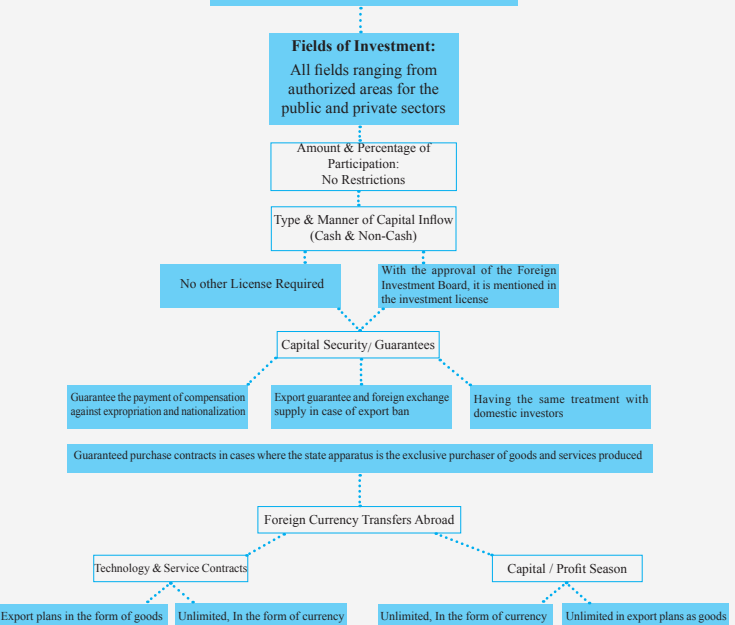 Fields of Investment:
All fields ranging from
authorized areas for the
public and private sectors
Amount & Percentage of
Participation:
No Restrictions
Type & Manner of Capital Inflow
(Cash & Non-Cash)
No other License Required
With the approval of the Foreign
Investment Board, it is mentioned in
the investment license
Capital Security/ Guarantees
Guarantee the payment of compensation
against expropriation and nationalization
Export guarantee and foreign exchange
supply in case of export ban
Having the same treatment with
domestic investors
Guaranteed purchase contracts in cases where the state apparatus is the exclusive purchaser of goods and services produced
Foreign Currency Transfers Abroad
Technology & Service Contracts
Capital / Profit Season
Export plans in the form of goods
Unlimited, In the form of currency
Unlimited, In the form of currency
Unlimited in export plans as goods